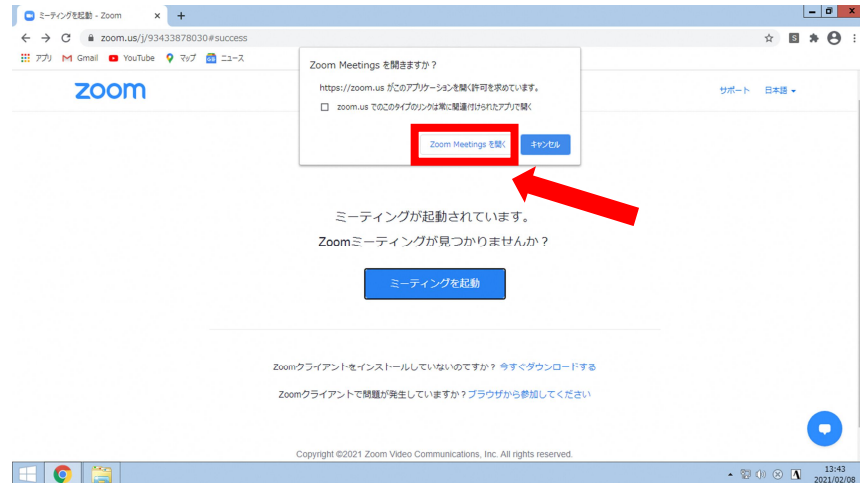 ミーティングを起動 - Zoom
zoom.us/j/93433878030#success
アプリ Gmail YouTube マップ ニュース
Zoom Meetings を開きますか？
https://zoom.us がこのアプリケーションを開く許可を求めています。
zoom.us でのこのタイプのリンクは常に関連付けられたアプリで開く
Zoom Meetings を開く キャンセル
zoom
サポート 日本語
ミーティングが起動されています。
Zoomミーティングが見つかりませんか？
ミーティングを起動
Zoomクライアントをインストールしていないのですか？ 今すぐダウンロードする
Zoomクライアントで問題が発生していますか？ブラウザから参加してください
Copyright ©2021 Zoom Video Communications, Inc. All rights reserved.
S
A
13:43
2021/02/08